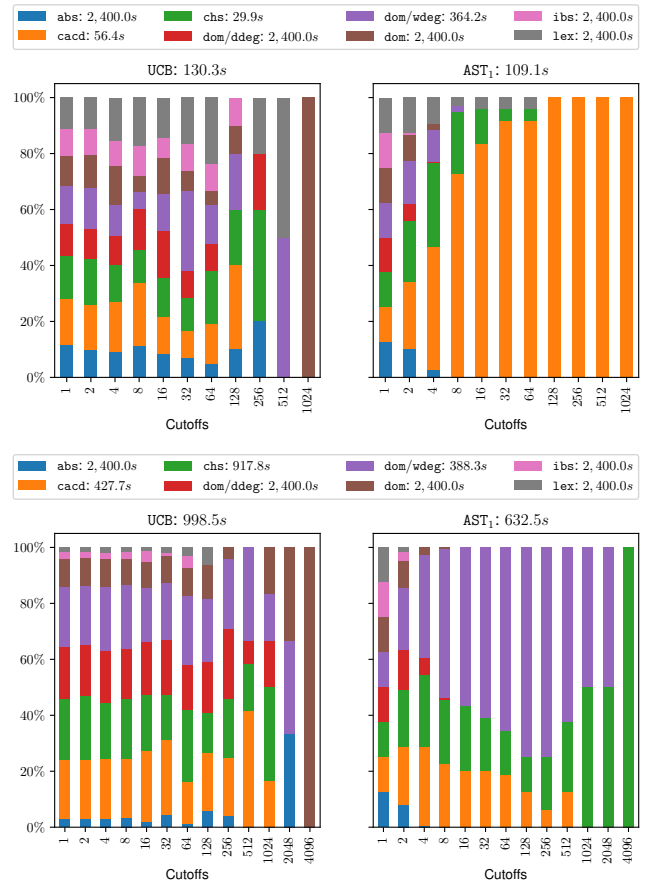 abs: 2,400.0s chs: 29.9s dom/wdeg: 364.2s ibs: 2,400.0s
cacd: 56.4s dom/ddeg: 2,400.0s dom: 2,400.0s lex: 2,400.0s
UCB: 130.3s AST1: 109.1s
100%
80%
60%
40%
20%
0%
1 2 4 8 16 32 64 128 256 512 1024 1 2 4 8 16 32 64 128 256 512 1024
Cutoffs Cutoffs
abs: 2,400.0s chs: 917.8s dom/wdeg: 388.3s ibs: 2,400.0s
cacd: 427.7s dom/ddeg: 2,400.0s dom: 2,400.0s lex: 2,400.0s
UCB: 998.5s AST1: 632.5s
100%
80%
60%
40%
20%
0%
1 2 4 8 16 32 64 128 256 512 1024 2048 4096 1 2 4 8 16 32 64 128 256 512 1024 2048 4096
Cutoffs Cutoffs